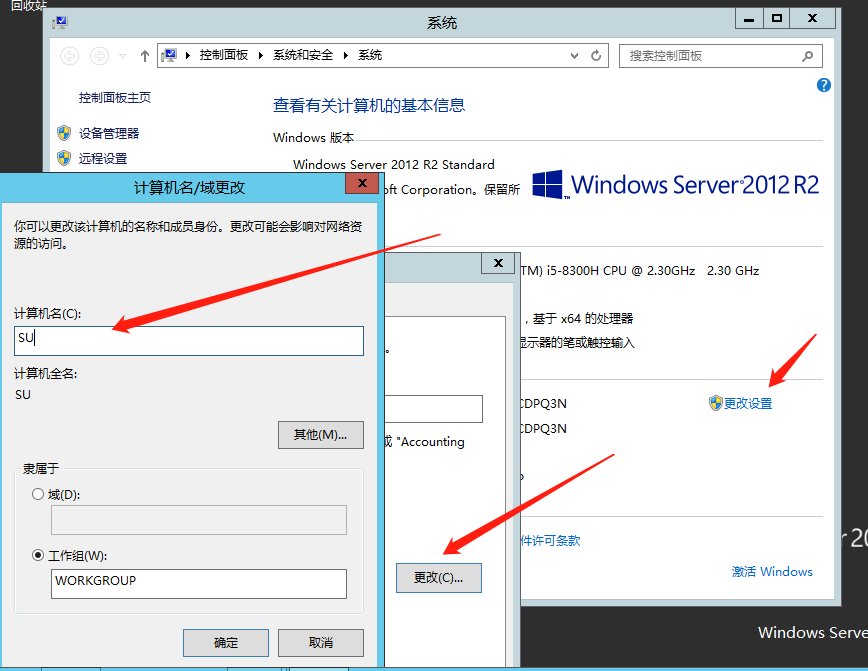 回收站
系统
控制面板 系统和安全 系统
搜索控制面板
控制面板主页
设备管理器
远程设置
查看有关计算机的基本信息
Windows 版本
Windows Server 2012 R2 Standard
oft Corporation。保留所
Windows Server 2012 R2
TM) i5-8300H CPU @ 2.30GHz 2.30 GHz
，基于 x64 的处理器
显示器的笔或触控输入
CDPQ3N
更改设置
CDPQ3N
件许可条款
激活 Windows
计算机名/域更改
你可以更改该计算机的名称和成员身份。更改可能会影响对网络资
源的访问。
计算机名(C):
SU
计算机全名:
SU
其他(M)...
隶属于
域(D):
工作组(W):
WORKGROUP
确定
取消
。
或 "Accounting
更改(C)...
r 20
Windows Serve